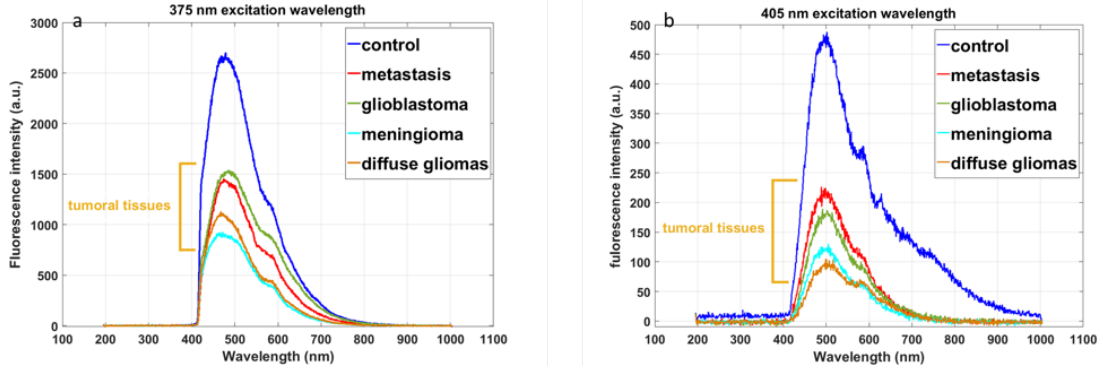 a
375 nm excitation wavelength
3000
2500
2000
1500
1000
500
0
Fluorescence intensity (a.u.)
control
metastasis
glioblastoma
meningioma
diffuse gliomas
tumoral tissues
100 200 300 400 500 600 700 800 900 1000 1100
Wavelength (nm)
b
405 nm excitation wavelength
500
450
400
350
300
250
200
150
100
50
0
fulorescence intensity (a.u.)
control
metastasis
glioblastoma
meningioma
diffuse gliomas
tumoral tissues
100 200 300 400 500 600 700 800 900 1000 1100
Wavelength (nm)